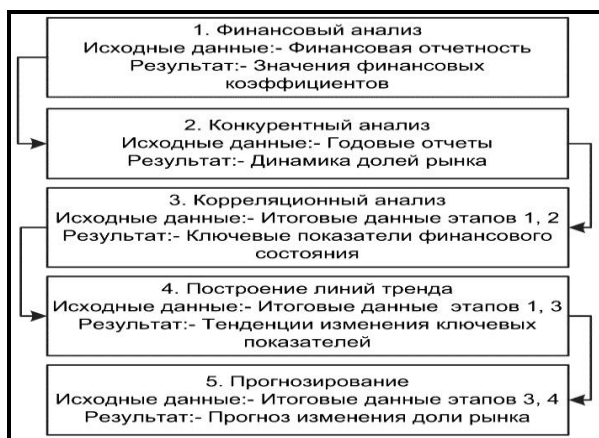 1. Финансовый анализ
Исходные данные:- Финансовая отчетность
Результат:- Значения финансовых
коэффициентов
2. Конкурентный анализ
Исходные данные:- Годовые отчеты
Результат:- Динамика долей рынка
3. Корреляционный анализ
Исходные данные:- Итоговые данные этапов 1, 2
Результат:- Ключевые показатели финансового
состояния
4. Построение линий тренда
Исходные данные:- Итоговые данные этапов 1, 3
Результат:- Тенденции изменения ключевых
показателей
5. Прогнозирование
Исходные данные:- Итоговые данные этапов 3, 4
Результат:- Прогноз изменения доли рынка